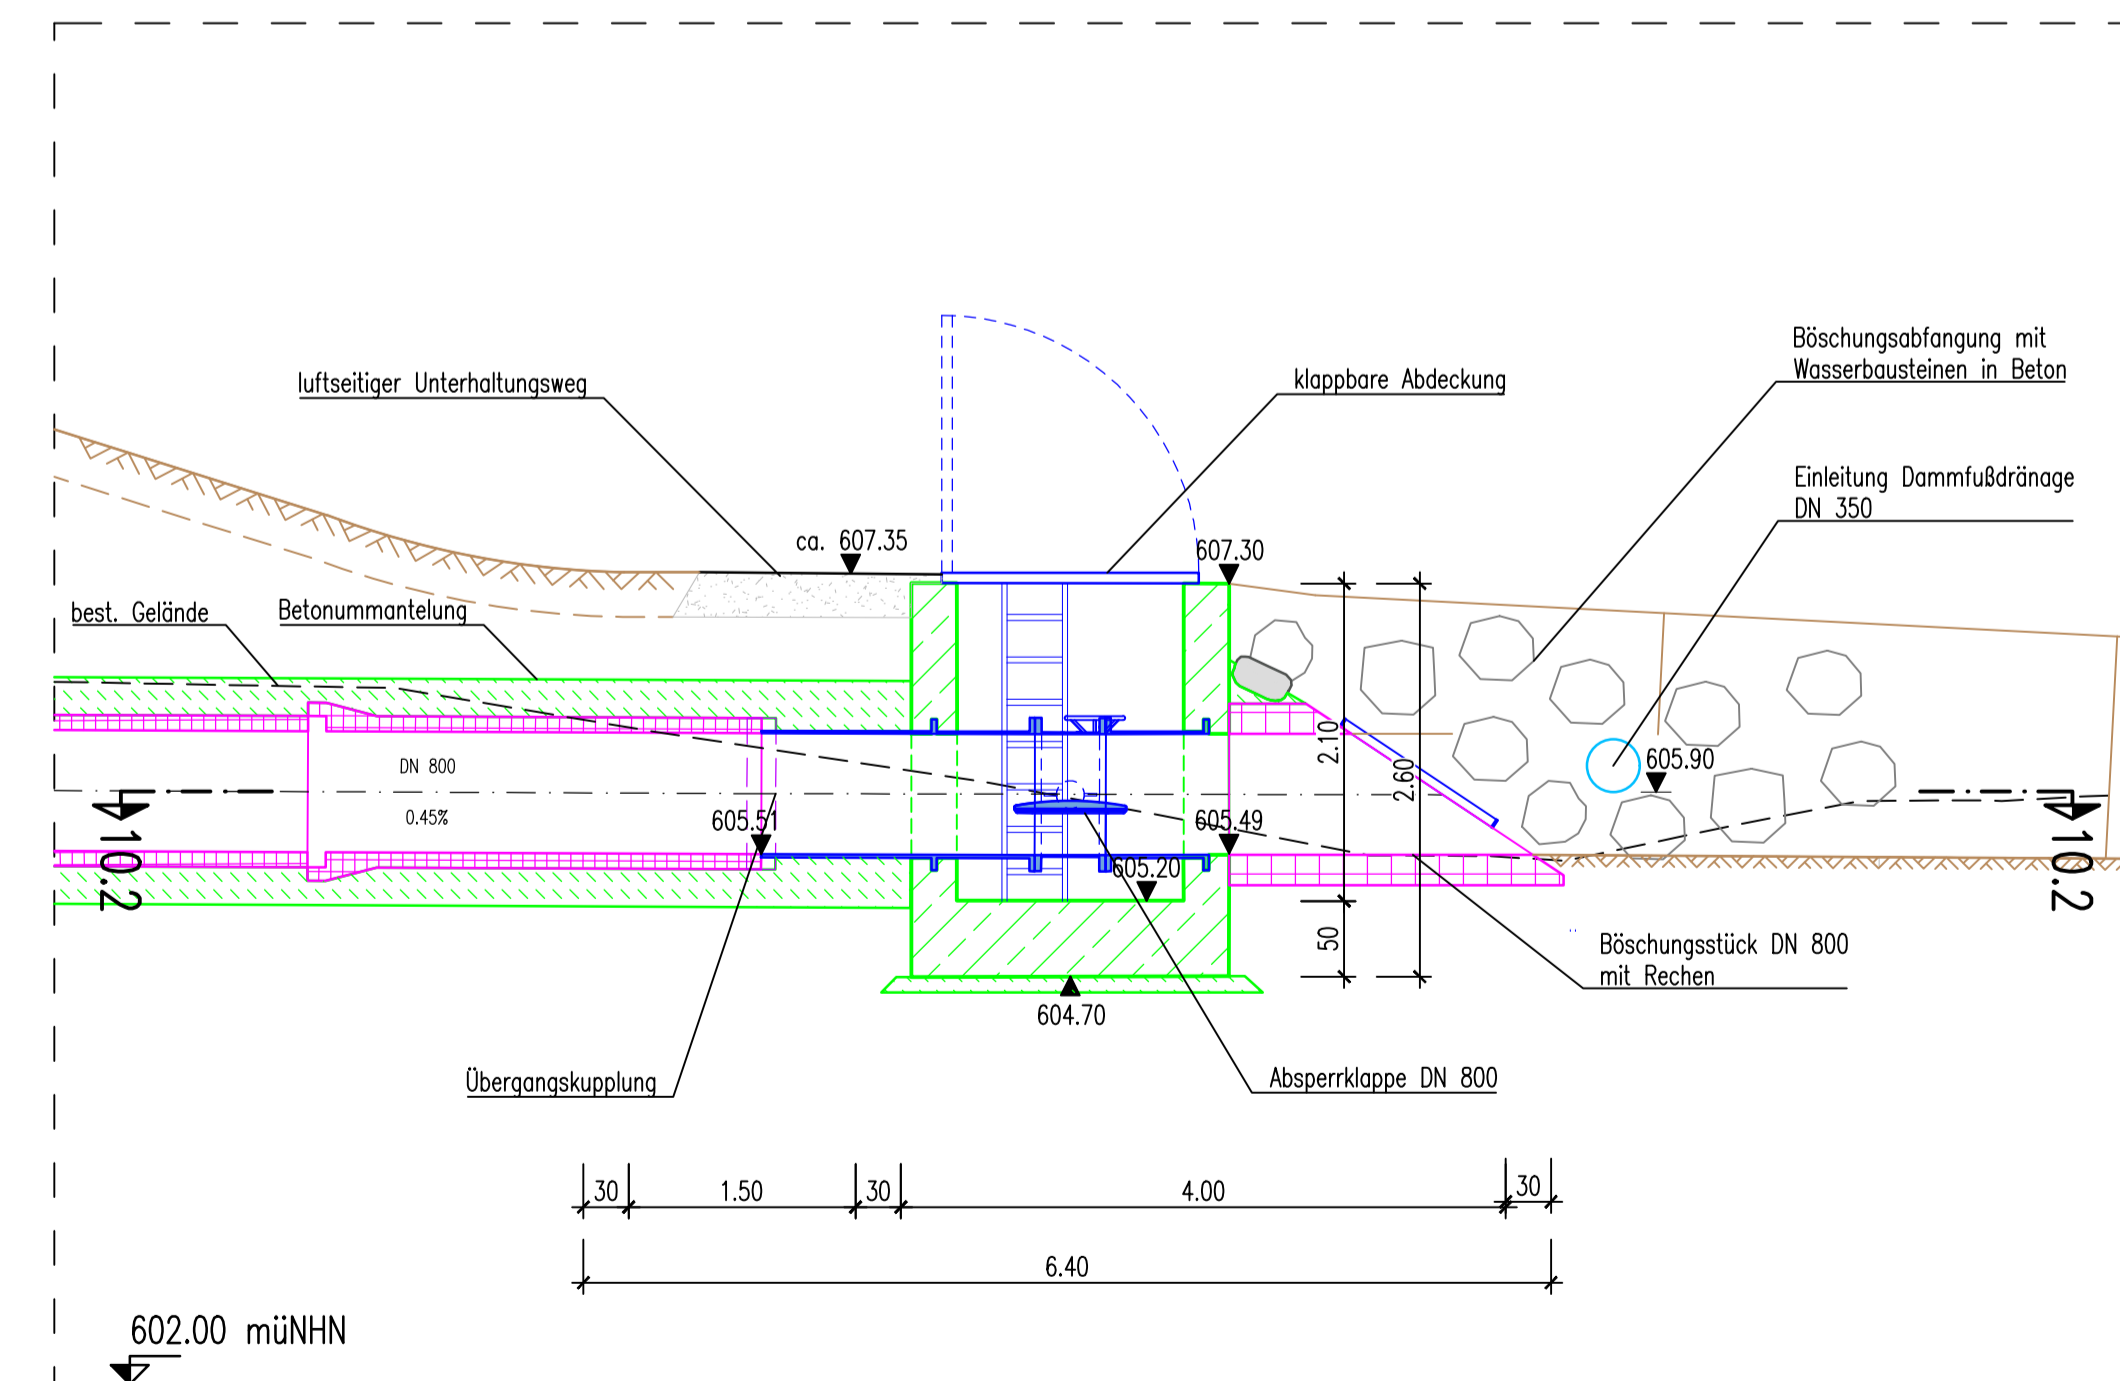 Böschungsabfangung mit
Wasserbausteinen in Beton
klappbare Abdeckung
luftseitiger Unterhaltungsweg
Einleitung Dammfußdränage
DN 350
ca. 607.35
607.30
best. Gelände
Betonummantelung
2.10
2.60
605.90
DN 800
0.45%
605.51
605.49
605.20
10.2
10.2
50
Böschungsstück DN 800
mit Rechen
604.70
Übergangskupplung
Absperrklappe DN 800
30
1.50
30
4.00
30
6.40
602.00 müNHN